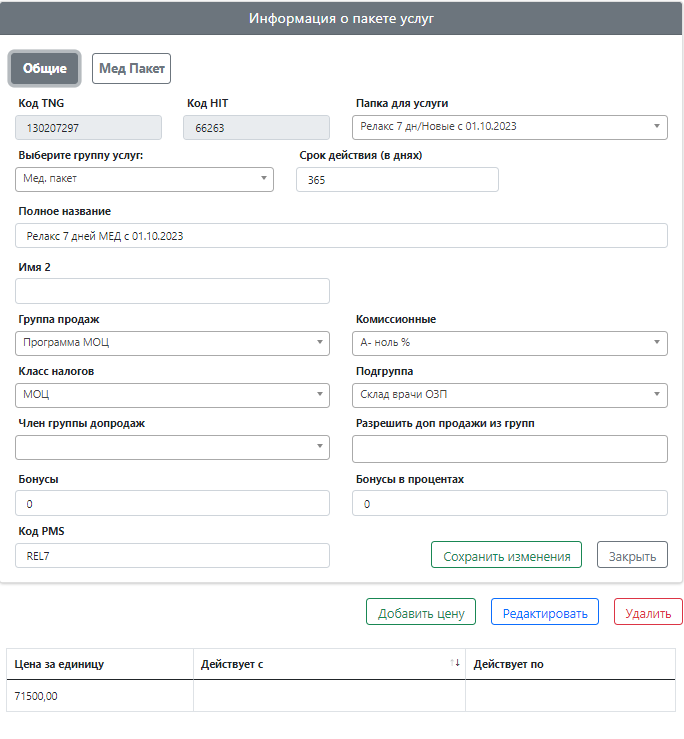 Информация о пакете услуг
Общие Мед Пакет
Код TNG Код HIT Папка для услуги
130207297 66263 Релакс 7 дн/Новые с 01.10.2023
Выберите группу услуг: Срок действия (в днях)
Мед. пакет 365
Полное название
Релакс 7 дней МЕД с 01.10.2023
Имя 2
Группа продаж Комиссионные
Программа МОЦ А- ноль %
Класс налогов Подгруппа
МОЦ Склад врачи ОЗП
Член группы допродаж Разрешить доп продажи из групп
Бонусы Бонусы в процентах
0 0
Код PMS
REL7 Сохранить изменения Закрыть
Добавить цену Редактировать Удалить
Цена за единицу Действует с Действует по
71500,00